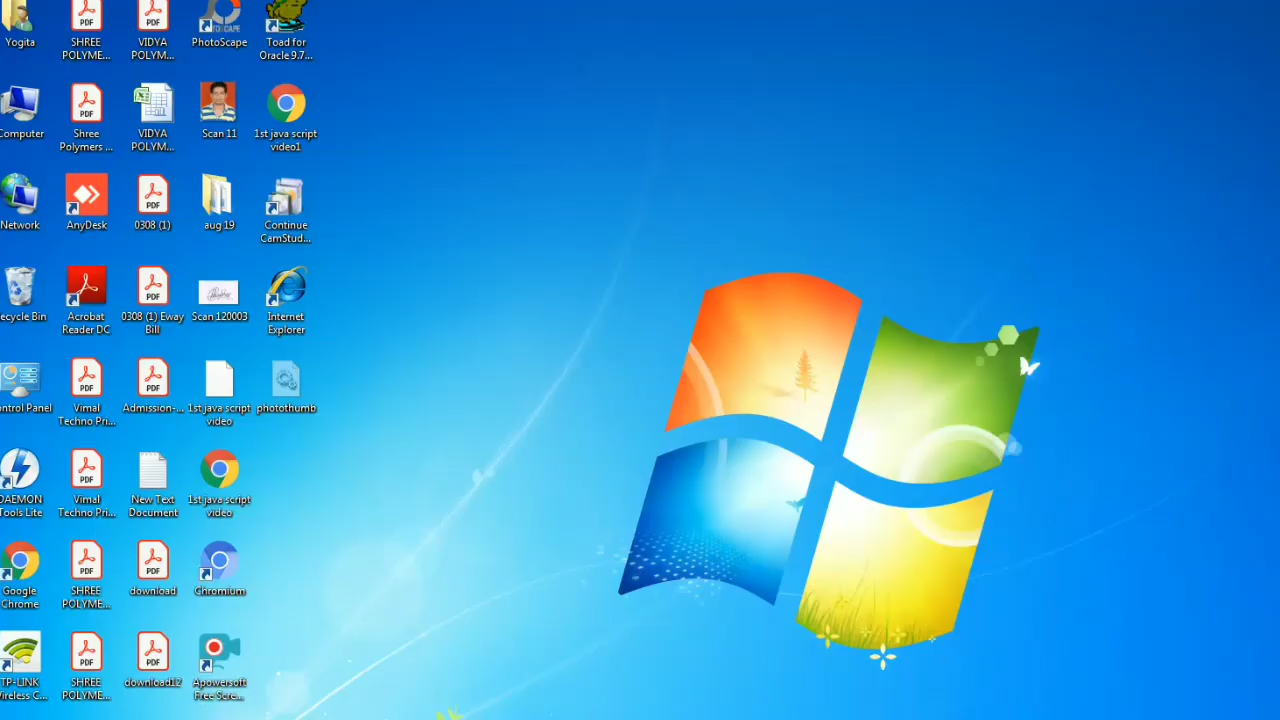 Yogita
SHREE
POLYME...
VIDYA
POLYM...
PhotoScape
Toad for
Oracle 9.7...
Computer
Shree
Polymers ...
VIDYA
POLYM...
Scan 11
1st java script
video1
Network
AnyDesk
0308 (1)
aug 19
Continue
CamStud...
ecycle Bin
Acrobat
Reader DC
0308 (1) Eway
Bill
Scan 120003
Internet
Explorer
ontrol Panel
Vimal
Techno Pri...
Admission-...
1st java script
video
photothumb
DAEMON
Tools Lite
Vimal
Techno Pri...
New Text
Document
1st java script
video
Google
Chrome
SHREE
POLYME...
download
Chromium
TP-LINK
Wireless C...
SHREE
POLYME...
download12
Apowersoft
Free Scre...